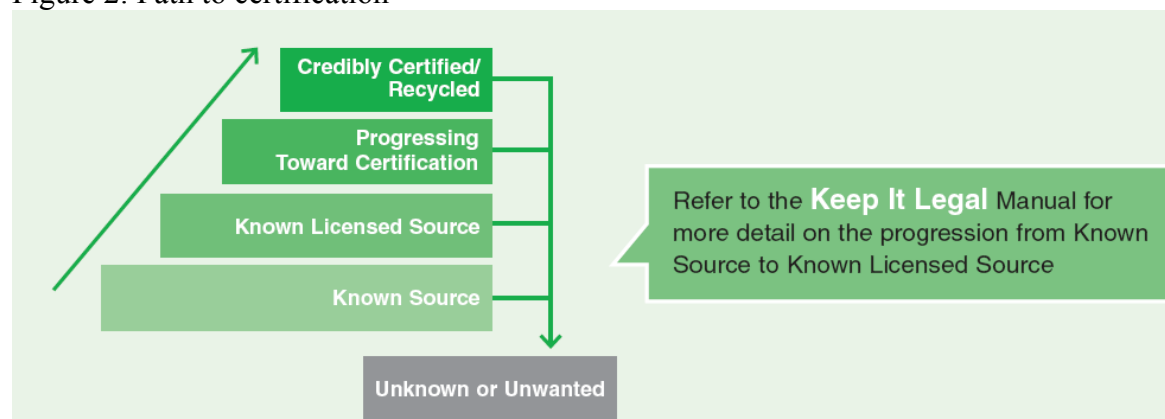 Figure 2: Path to certification
Credibly Certified/
Recycled
Progressing
Toward Certification
Known Licensed Source
Known Source
Unknown or Unwanted
Refer to the Keep It Legal Manual for
more detail on the progression from Known
Source to Known Licensed Source